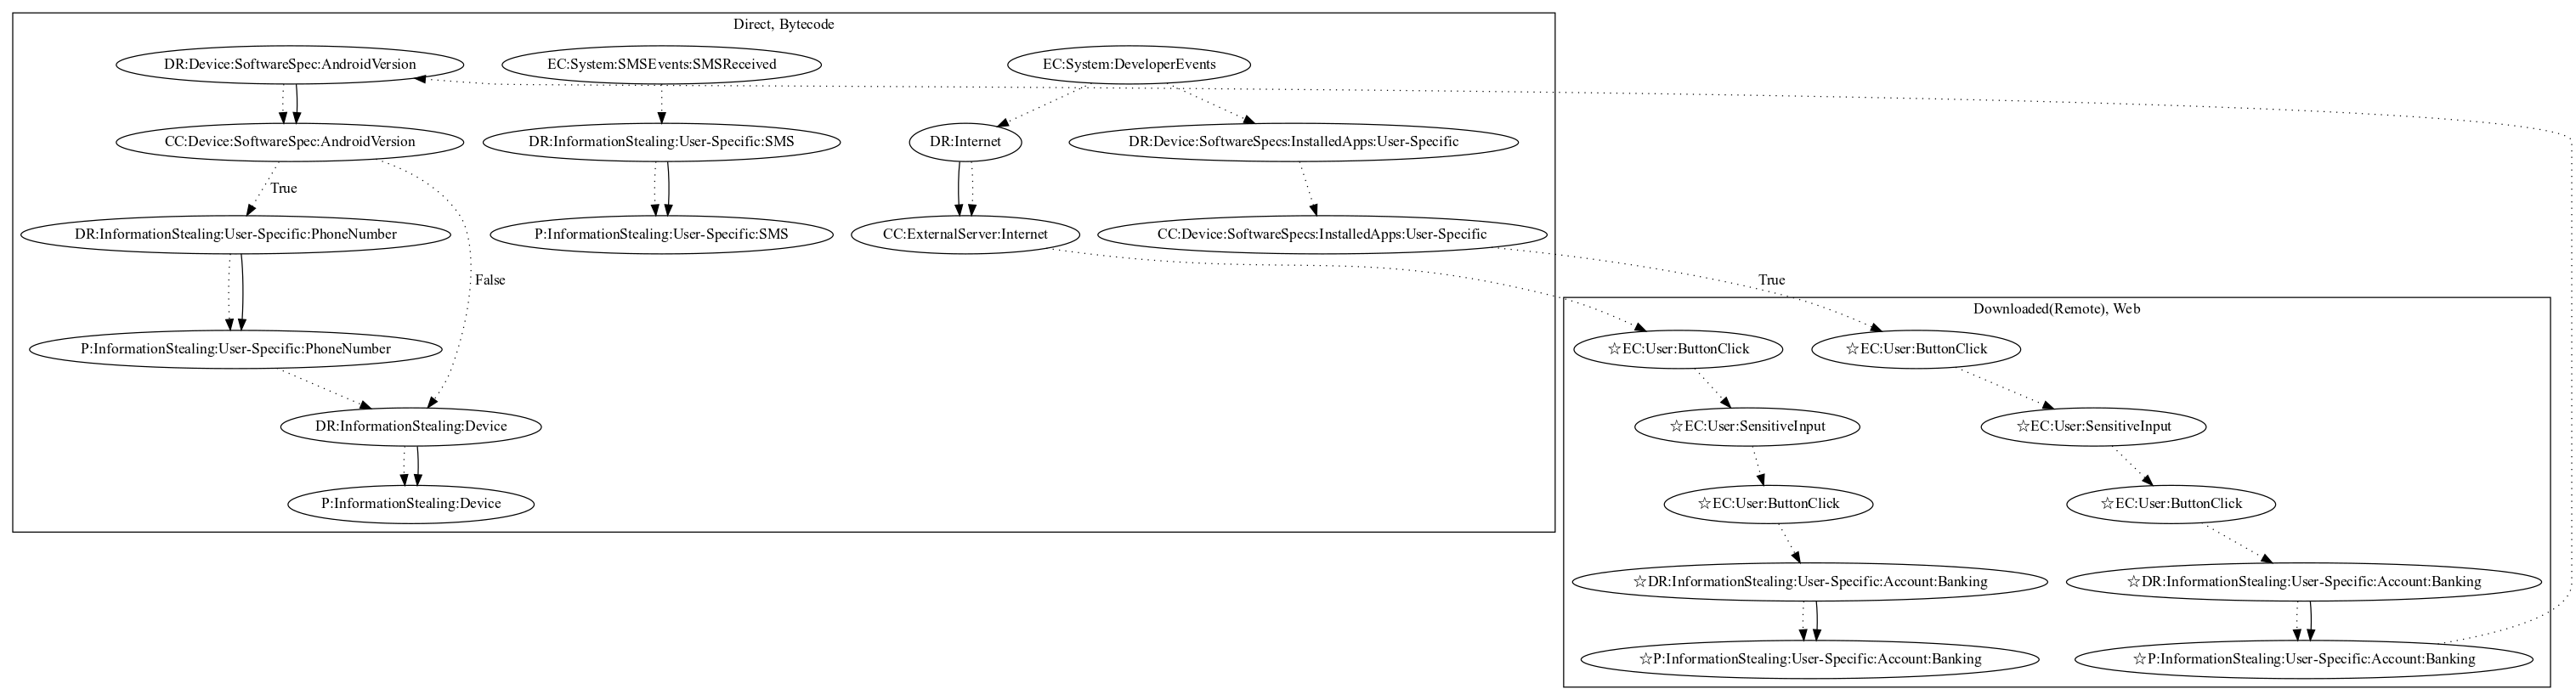 Direct, Bytecode
DR:Device:SoftwareSpec:AndroidVersion
EC:System:SMSEvents:SMSReceived
EC:System:DeveloperEvents
CC:Device:SoftwareSpec:AndroidVersion
DR:InformationStealing:User-Specific:SMS
DR:Internet
DR:Device:SoftwareSpecs:InstalledApps:User-Specific
True
DR:InformationStealing:User-Specific:PhoneNumber
P:InformationStealing:User-Specific:SMS
CC:ExternalServer:Internet
CC:Device:SoftwareSpecs:InstalledApps:User-Specific
False
True
P:InformationStealing:User-Specific:PhoneNumber
DR:InformationStealing:Device
P:InformationStealing:Device
Downloaded(Remote), Web
☆EC:User:ButtonClick
☆EC:User:ButtonClick
☆EC:User:SensitiveInput
☆EC:User:SensitiveInput
☆EC:User:ButtonClick
☆EC:User:ButtonClick
☆DR:InformationStealing:User-Specific:Account:Banking
☆DR:InformationStealing:User-Specific:Account:Banking
☆P:InformationStealing:User-Specific:Account:Banking
☆P:InformationStealing:User-Specific:Account:Banking